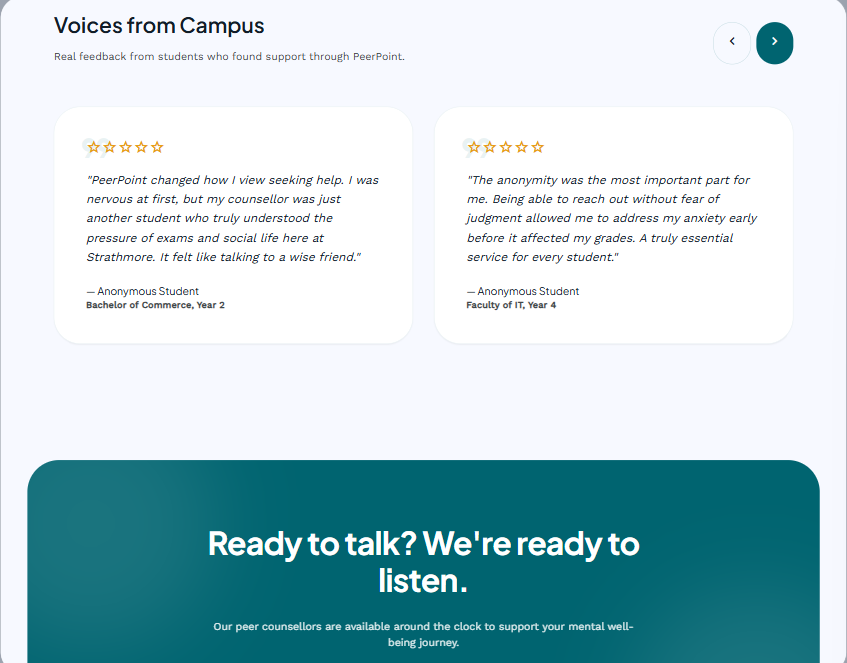 Voices from Campus
Real feedback from students who found support through PeerPoint.
"PeerPoint changed how I view seeking help. I was
nervous at first, but my counsellor was just
another student who truly understood the
pressure of exams and social life here at
Strathmore. It felt like talking to a wise friend."
— Anonymous Student
Bachelor of Commerce, Year 2
"The anonymity was the most important part for
me. Being able to reach out without fear of
judgment allowed me to address my anxiety early
before it affected my grades. A truly essential
service for every student."
— Anonymous Student
Faculty of IT, Year 4
Ready to talk? We're ready to
listen.
Our peer counsellors are available around the clock to support your mental well-
being journey.